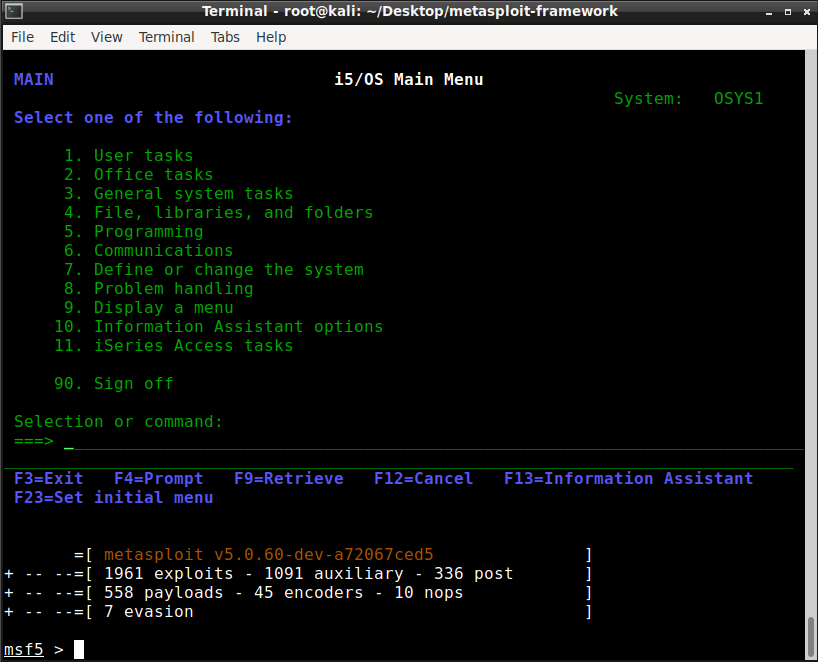 Terminal - root@kali: ~/Desktop/metasploit-framework
File Edit View Terminal Tabs Help
MAIN i5/OS Main Menu
System: OSYS1
Select one of the following:
1. User tasks
2. Office tasks
3. General system tasks
4. File, libraries, and folders
5. Programming
6. Communications
7. Define or change the system
8. Problem handling
9. Display a menu
10. Information Assistant options
11. iSeries Access tasks
90. Sign off
Selection or command:
===> _
F3=Exit F4=Prompt F9=Retrieve F12=Cancel F13=Information Assistant
F23=Set initial menu
=[ metasploit v5.0.60-dev-a72067ced5 ]
+ -- --=[ 1961 exploits - 1091 auxiliary - 336 post ]
+ -- --=[ 558 payloads - 45 encoders - 10 nops ]
+ -- --=[ 7 evasion ]
msf5 >